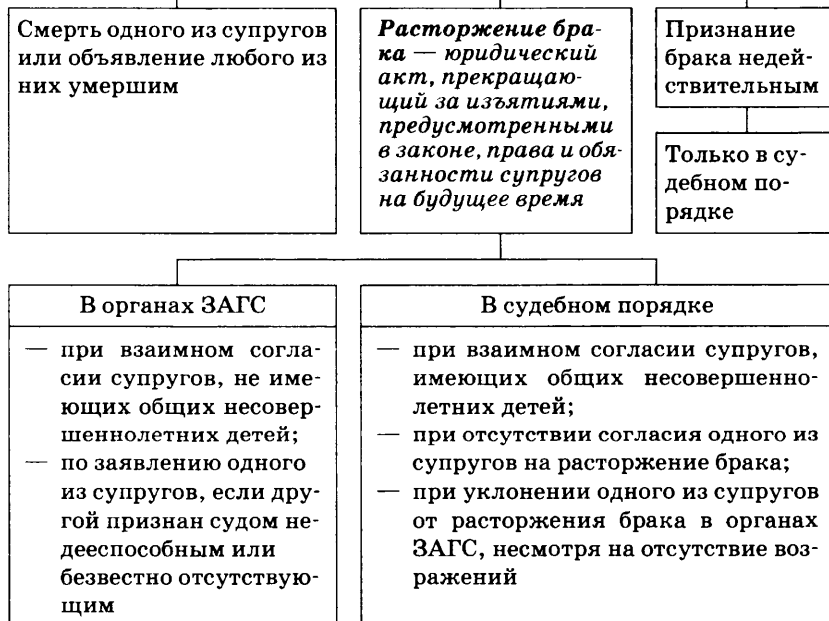 Смерть одного из супругов
или объявление любого из
них умершим
Расторжение бра-
ка — юридический
акт, прекращаю-
щий за изъятиями,
предусмотренными
в законе, права и обя-
занности супругов
на будущее время
Признание
брака недей-
ствительным
Только в су-
дебном по-
рядке
В органах ЗАГС
— при взаимном согла-
сии супругов, не име-
ющих общих несовер-
шеннолетних детей;
— по заявлению одного
из супругов, если дру-
гой признан судом не-
дееспособным или
безвестно отсутствую-
щим
В судебном порядке
— при взаимном согласии супругов,
имеющих общих несовершенно-
летних детей;
— при отсутствии согласия одного из
супругов на расторжение брака;
— при уклонении одного из супругов
от расторжения брака в органах
ЗАГС, несмотря на отсутствие воз-
ражений